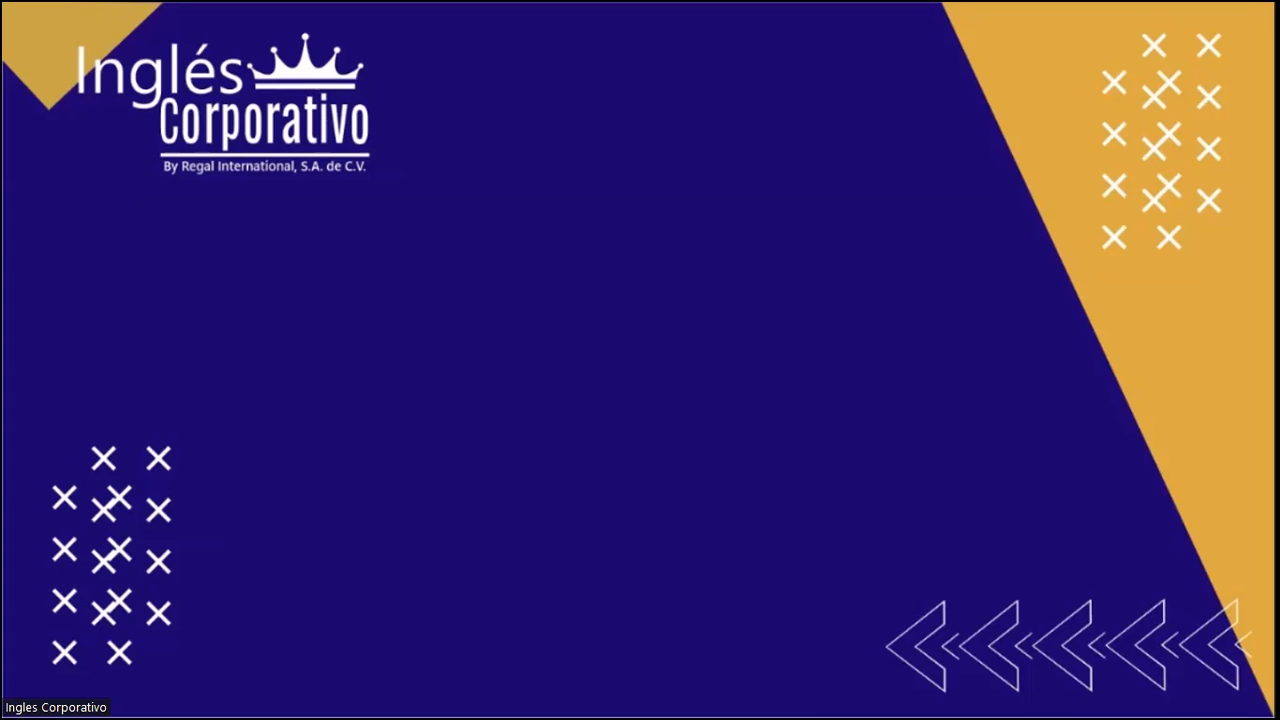 Inglés
Corporativo
By Regal International, S.A. de C.V.
Ingles Corporativo